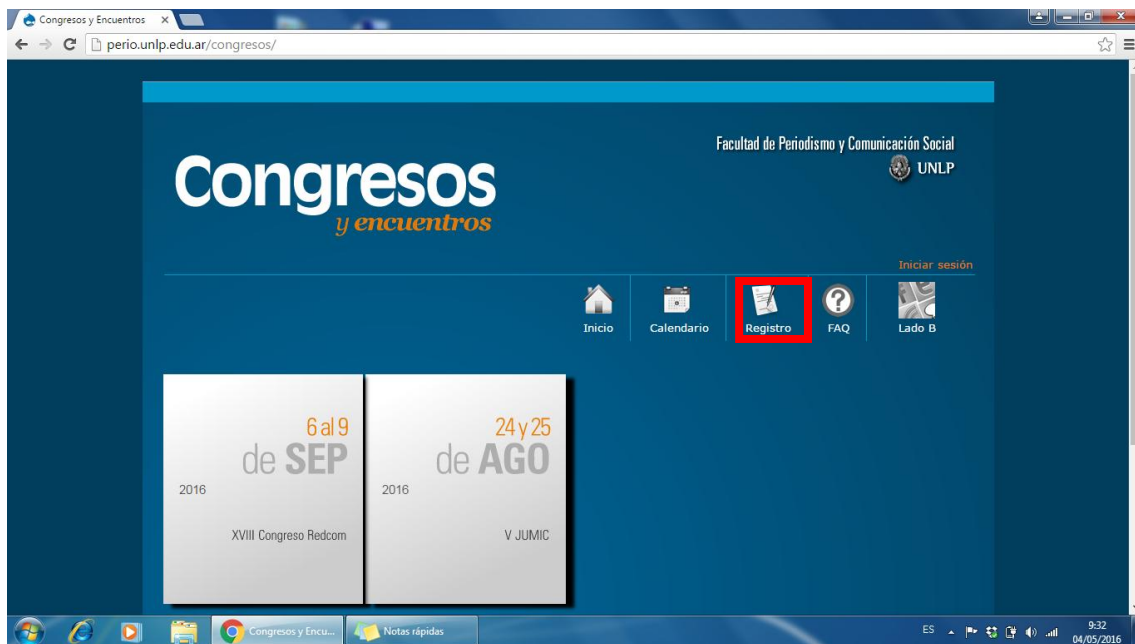 Congresos y Encuentros
perio.unlp.edu.ar/congresos/
Facultad de Periodismo y Comunicación Social
UNLP
Congresos
y encuentros
Iniciar sesión
Inicio
Calendario
Registro
FAQ
Lado B
6 al 9
de SEP
2016
XVIII Congreso Redcom
24 y 25
de AGO
2016
V JUMIC
Congresos y Encu...
Notas rápidas
ES
9:32
04/05/2016